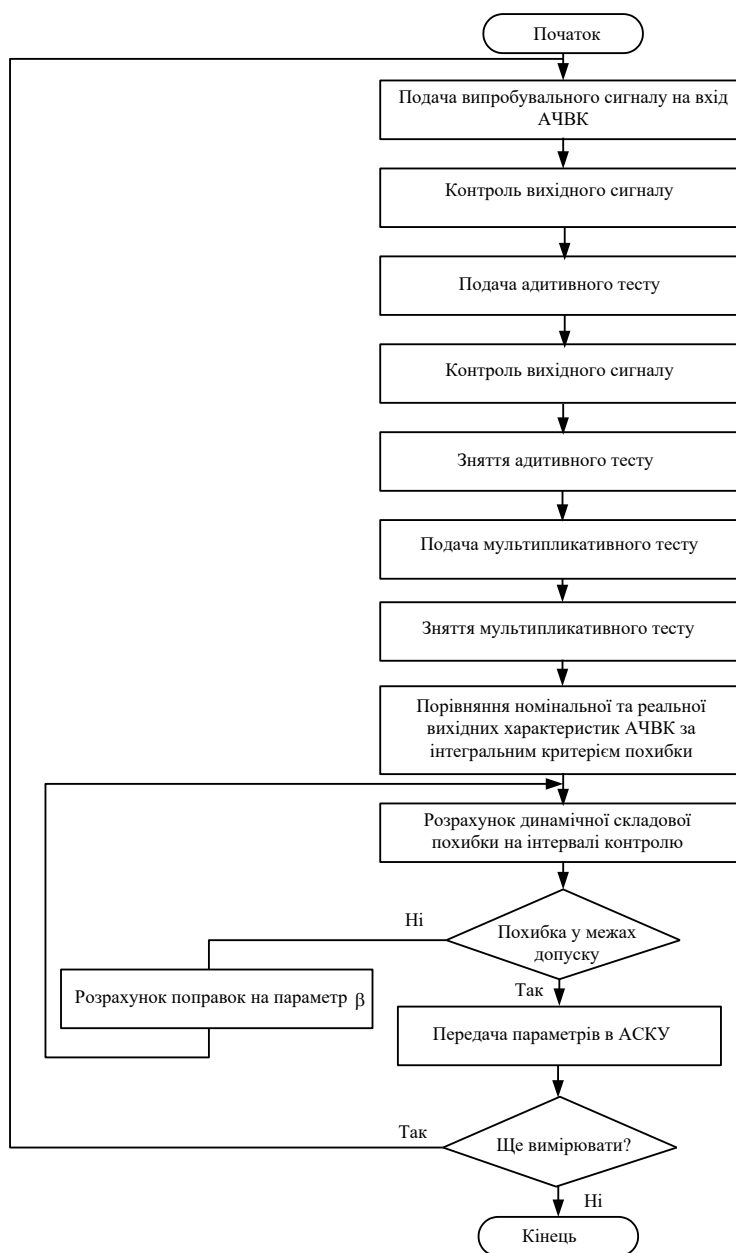 Початок
Подача випробувального сигналу на вхід
АЧВК
Контроль вихідного сигналу
Подача адитивного тесту
Контроль вихідного сигналу
Зняття адитивного тесту
Подача мультипликативного тесту
Зняття мультипликативного тесту
Порівняння номінальної та реальної
вихідних характеристик АЧВК за
інтегральним критерієм похибки
Розрахунок динамічної складової
похибки на інтервалі контролю
Ні
Похибка у межах
допуску
Так
Розрахунок поправок на параметр β
Передача параметрів в АСКУ
Так
Ще вимірювати?
Ні
Кінець